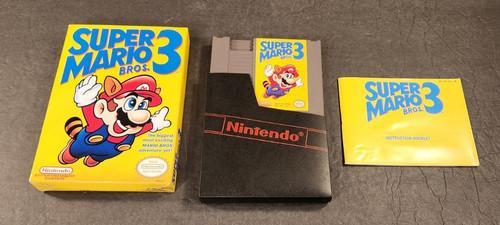 SUPER
MARIO 3
BROS.
The biggest
most exciting
MARIO BROS.
adventure yet!
Nintendo
SUPER
MARIO 3
BROS.
Nintendo®
SUPER
MARIO 3
BROS.
INSTRUCTION BOOKLET